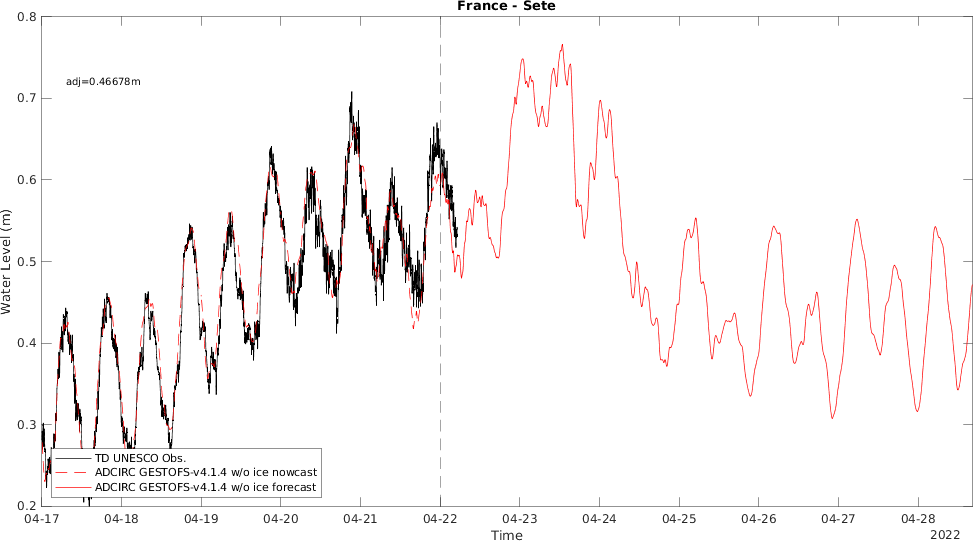 France - Sete
0.8
0.7
0.6
0.5
0.4
0.3
0.2
Water Level (m)
adj=0.46678m
TD UNESCO Obs.
ADCIRC GESTOFS-v4.1.4 w/o ice nowcast
ADCIRC GESTOFS-v4.1.4 w/o ice forecast
04-17 04-18 04-19 04-20 04-21 04-22 04-23 04-24 04-25 04-26 04-27 04-28
2022
Time